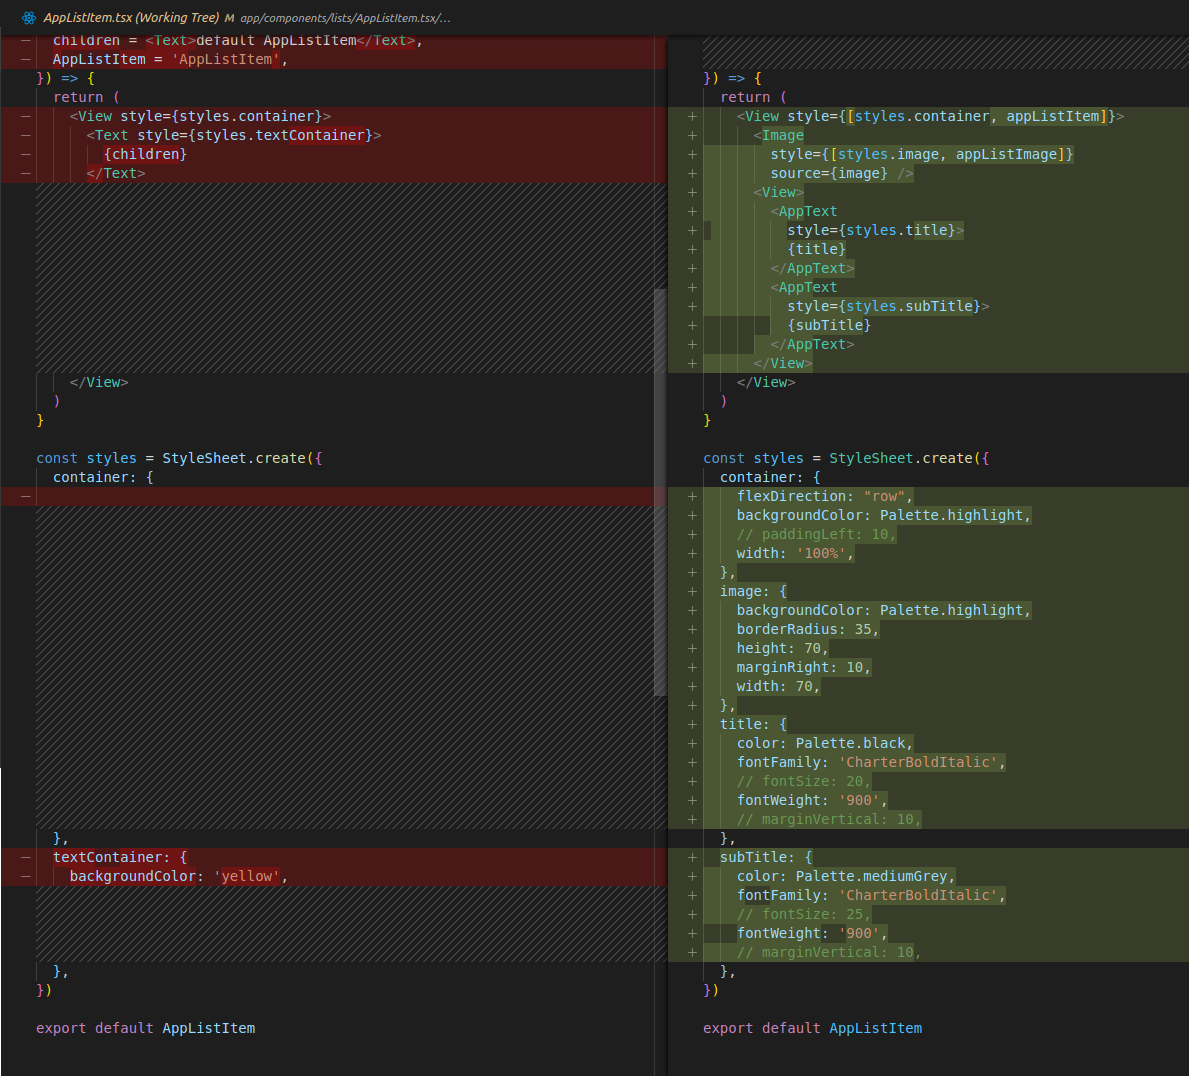 AppListItem.tsx (Working Tree) M app/components/lists/AppListItem.tsx/...
− children = <Text>default AppListItem</Text>,
− AppListItem = 'AppListItem',
}) => {
return (
− <View style={styles.container}>
− <Text style={styles.textContainer}>
− {children}
− </Text>
</View>
)
}
const styles = StyleSheet.create({
container: {
−
},
− textContainer: {
− backgroundColor: 'yellow',
},
})
export default AppListItem
}) => {
return (
+ <View style={[styles.container, appListItem]}>
+ <Image
+ style={[styles.image, appListImage]}
+ source={image} />
+ <View>
+ <AppText
+ style={styles.title}>
+ {title}
+ </AppText>
+ <AppText
+ style={styles.subTitle}>
+ {subTitle}
+ </AppText>
+ </View>
</View>
)
}
const styles = StyleSheet.create({
container: {
+ flexDirection: "row",
+ backgroundColor: Palette.highlight,
+ // paddingLeft: 10,
+ width: '100%',
+ },
+ image: {
+ backgroundColor: Palette.highlight,
+ borderRadius: 35,
+ height: 70,
+ marginRight: 10,
+ width: 70,
+ },
+ title: {
+ color: Palette.black,
+ fontFamily: 'CharterBoldItalic',
+ // fontSize: 20,
+ fontWeight: '900',
+ // marginVertical: 10,
},
+ subTitle: {
+ color: Palette.mediumGrey,
+ fontFamily: 'CharterBoldItalic',
+ // fontSize: 25,
+ fontWeight: '900',
+ // marginVertical: 10,
},
})
export default AppListItem